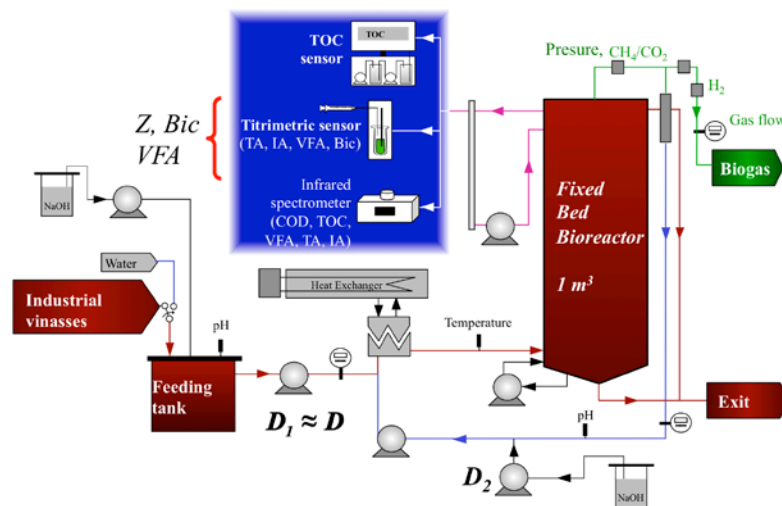 TOC
sensor
TOC
Titrimetric sensor
(TA, IA, VFA, Bic)
Infrared
spectrometer
(COD, TOC,
VFA, TA, IA)
Z, Bic
VFA
Presure, CH4/CO2
H2
Gas flow
Biogas
Fixed
Bed
Bioreactor
1 m³
NaOH
Water
Industrial
vinasses
pH
Feeding
tank
Heat Exchanger
Temperature
D1 ≈ D
pH
D2
NaOH
Exit